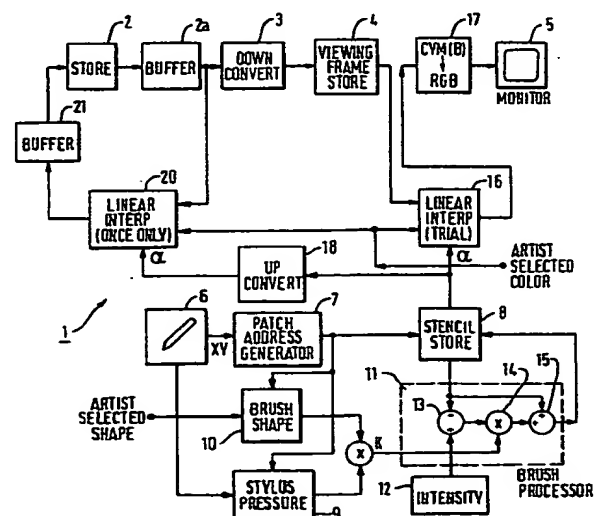 2
STORE
2a
BUFFER
3
DOWN
CONVERT
4
VIEWING
FRAME
STORE
17
CYM(B)
RGB
5
MONITOR
21
BUFFER
20
LINEAR
INTERP
(ONCE ONLY)
α
16
LINEAR
INTERP
(TRIAL)
α
18
UP
CONVERT
ARTIST
SELECTED
COLOR
1
6
XY
7
PATCH
ADDRESS
GENERATOR
8
STENCIL
STORE
ARTIST
SELECTED
SHAPE
BRUSH
SHAPE
10
X
K
11
13
-
-
14
X
15
+
+
BRUSH
PROCESSOR
STYLUS
PRESSURE
9
12
INTENSITY